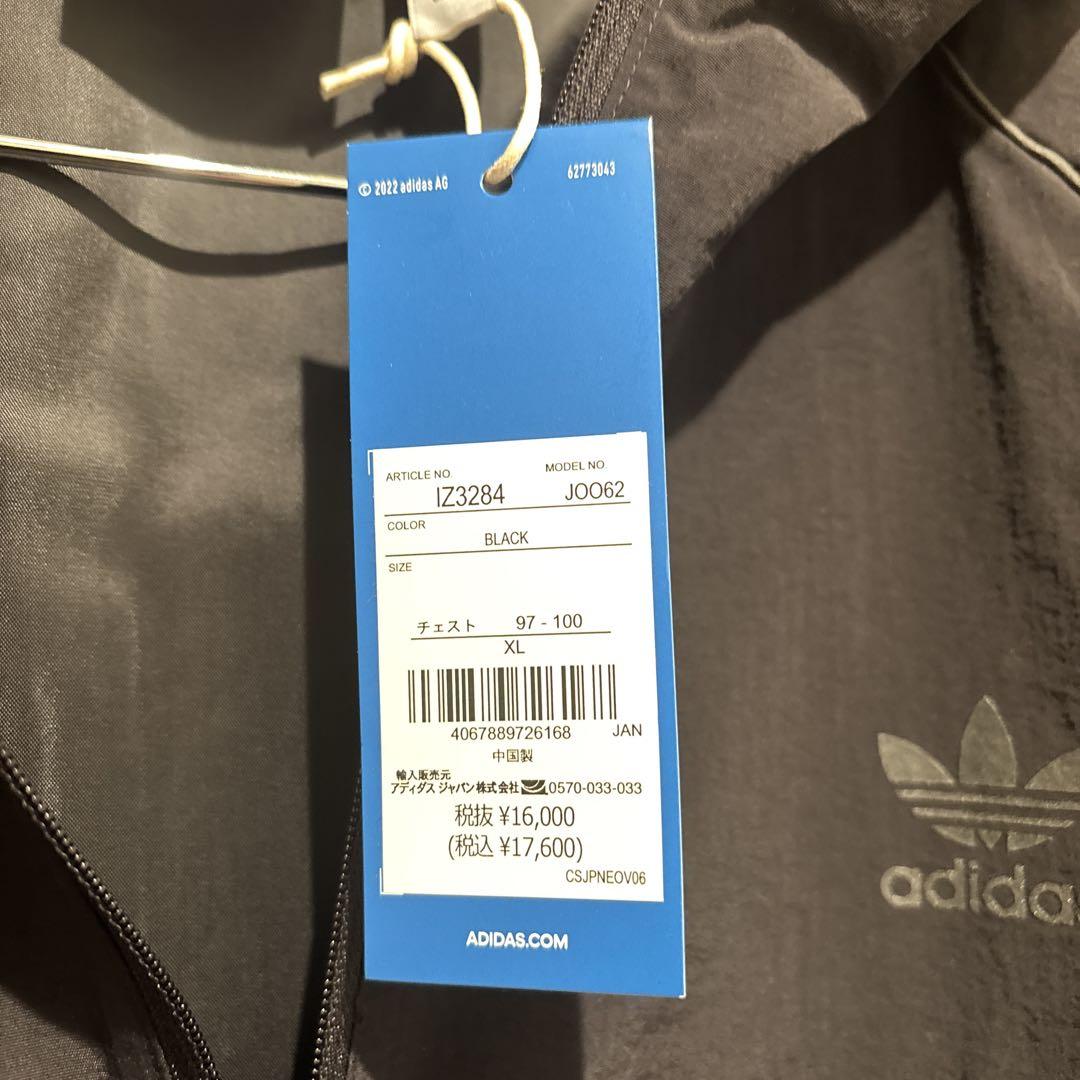 © 2022 adidas AG
62773043
ARTICLE NO.
MODEL NO
IZ3284
JOO62
COLOR
BLACK
SIZE
チェスト 97 - 100
XL
4067889726168 JAN
中国製
輸入販売元
アディダス ジャパン株式会社 0570-033-033
税抜 ¥16,000
(税込 ¥17,600)
CSJPNEOV06
ADIDAS.COM
adidas